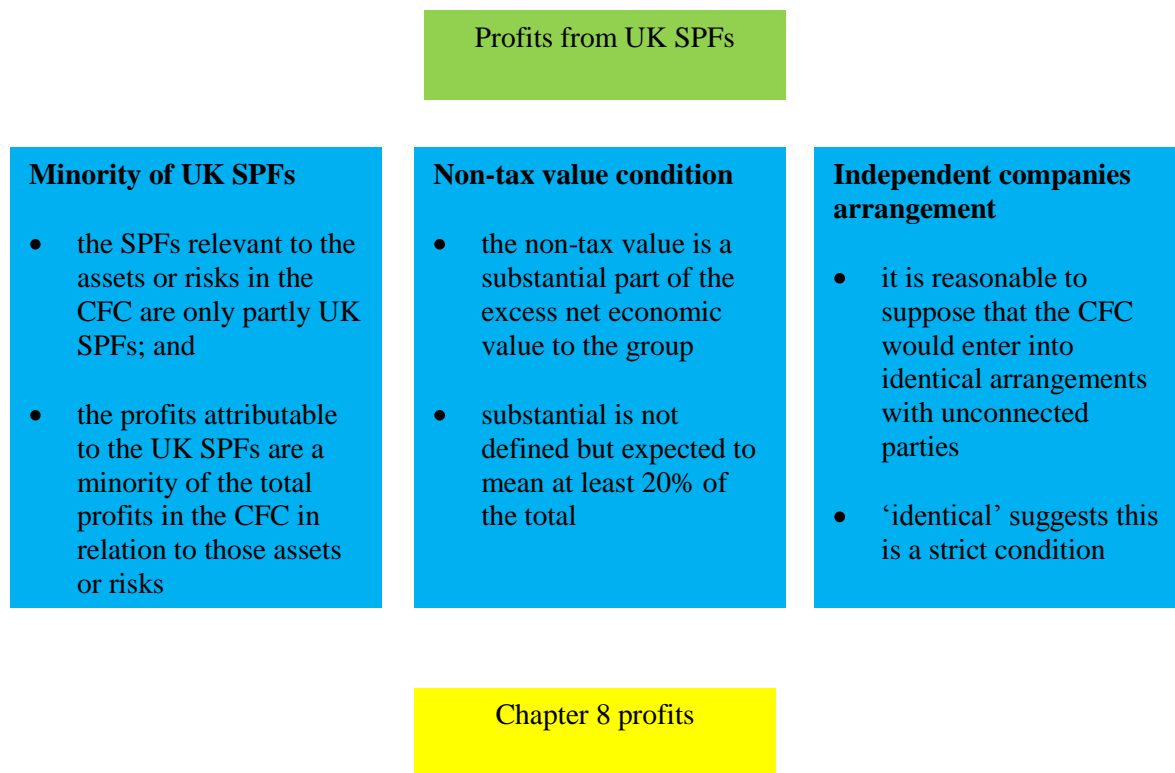 Profits from UK SPFs
Minority of UK SPFs
• the SPFs relevant to the
assets or risks in the
CFC are only partly UK
SPFs; and
• the profits attributable
to the UK SPFs are a
minority of the total
profits in the CFC in
relation to those assets
or risks
Non-tax value condition
• the non-tax value is a
substantial part of the
excess net economic
value to the group
• substantial is not
defined but expected to
mean at least 20% of
the total
Independent companies
arrangement
• it is reasonable to
suppose that the CFC
would enter into
identical arrangements
with unconnected
parties
• ‘identical’ suggests this
is a strict condition
Chapter 8 profits